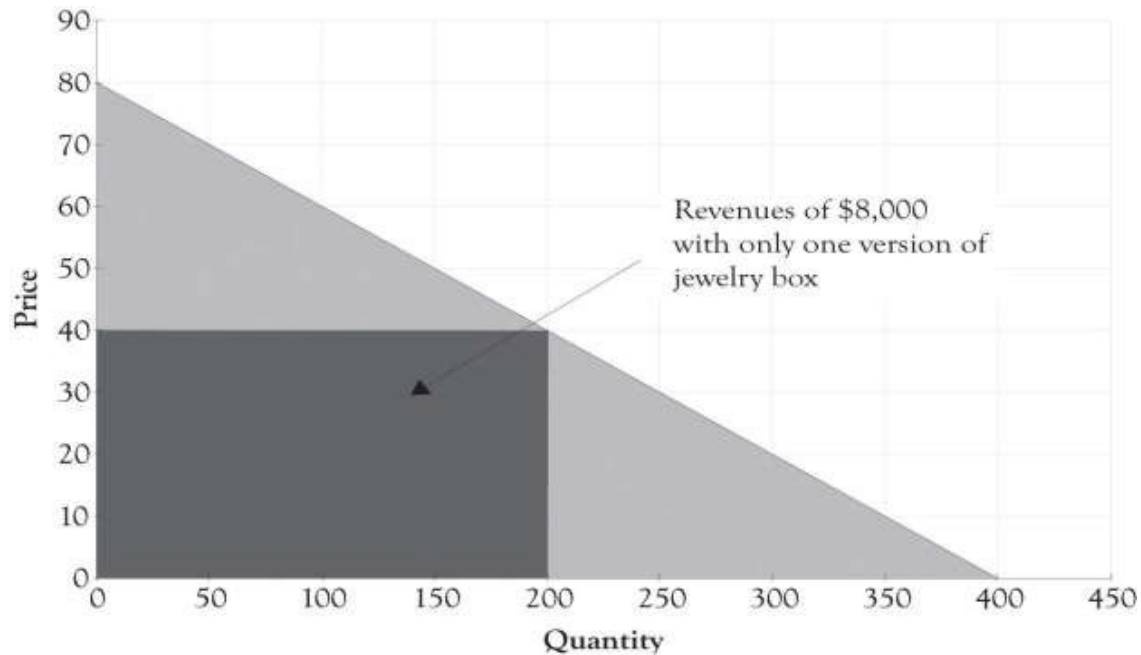 90
80
70
60
50
40
30
20
10
0
Price
Revenues of $8,000
with only one version of
jewelry box
0 50 100 150 200 250 300 350 400 450
Quantity